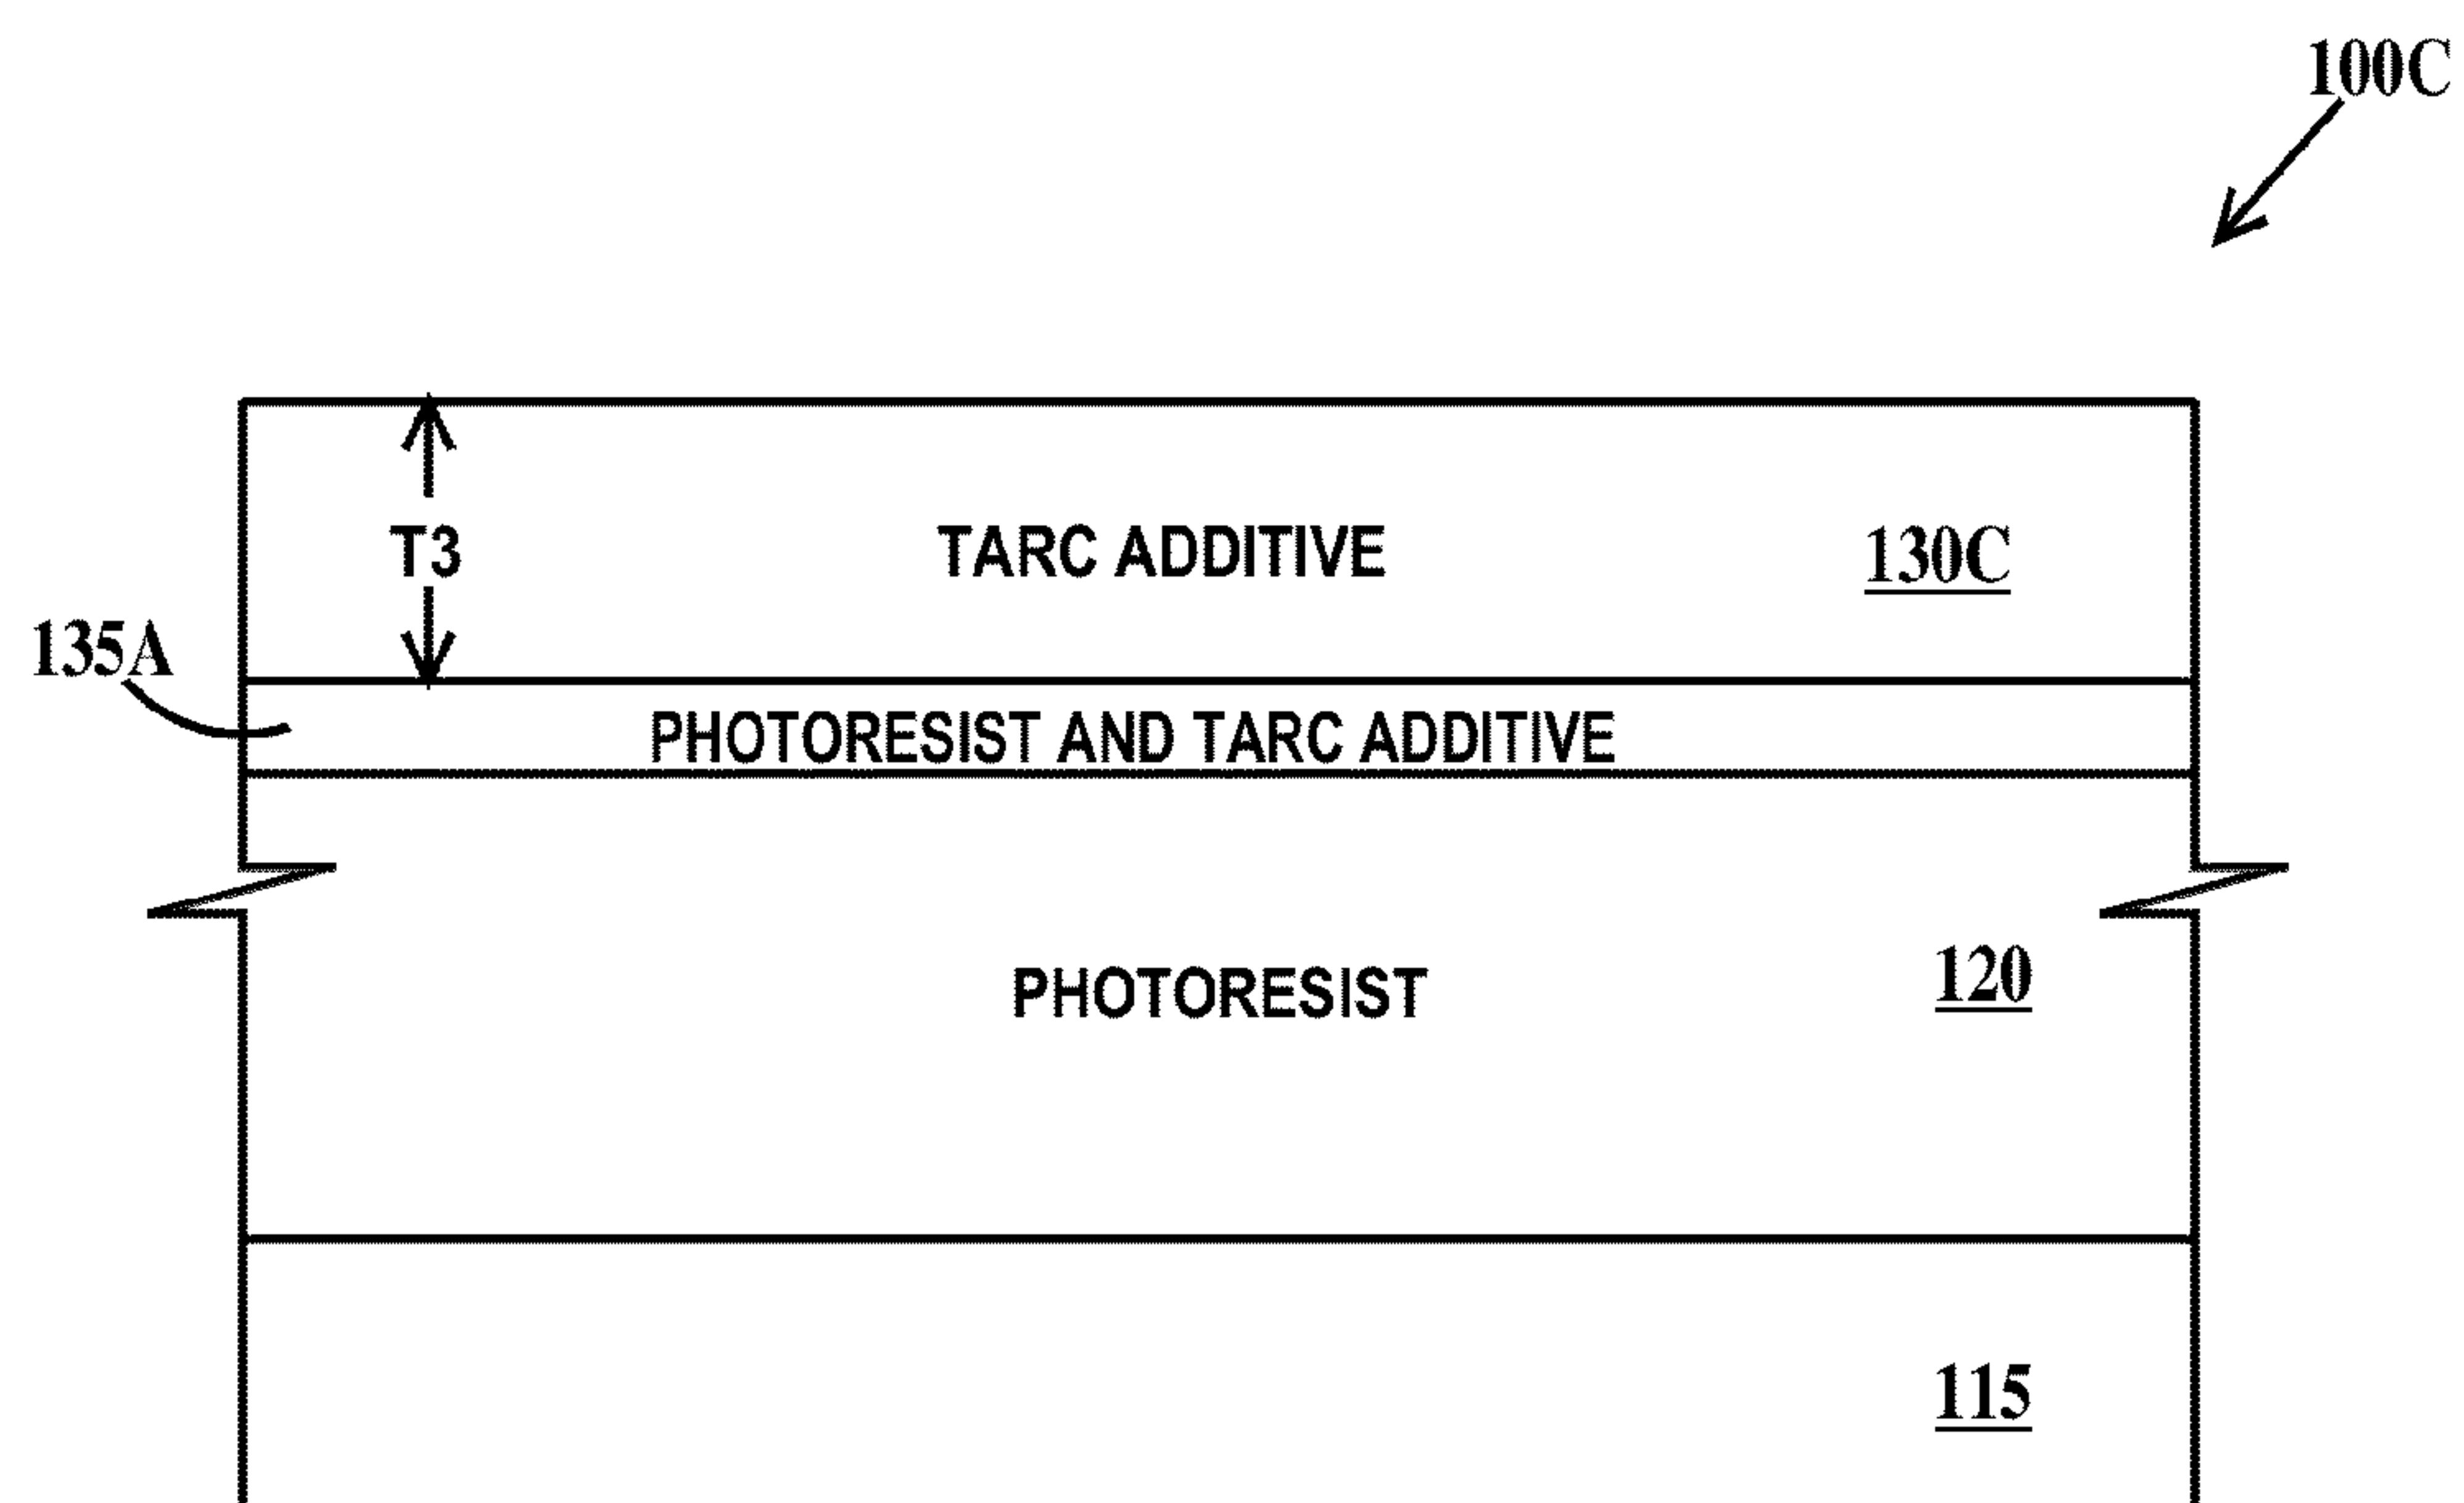 100C
T3
TARC ADDITIVE
130C
135A
PHOTORESIST AND TARC ADDITIVE
PHOTORESIST
120
115